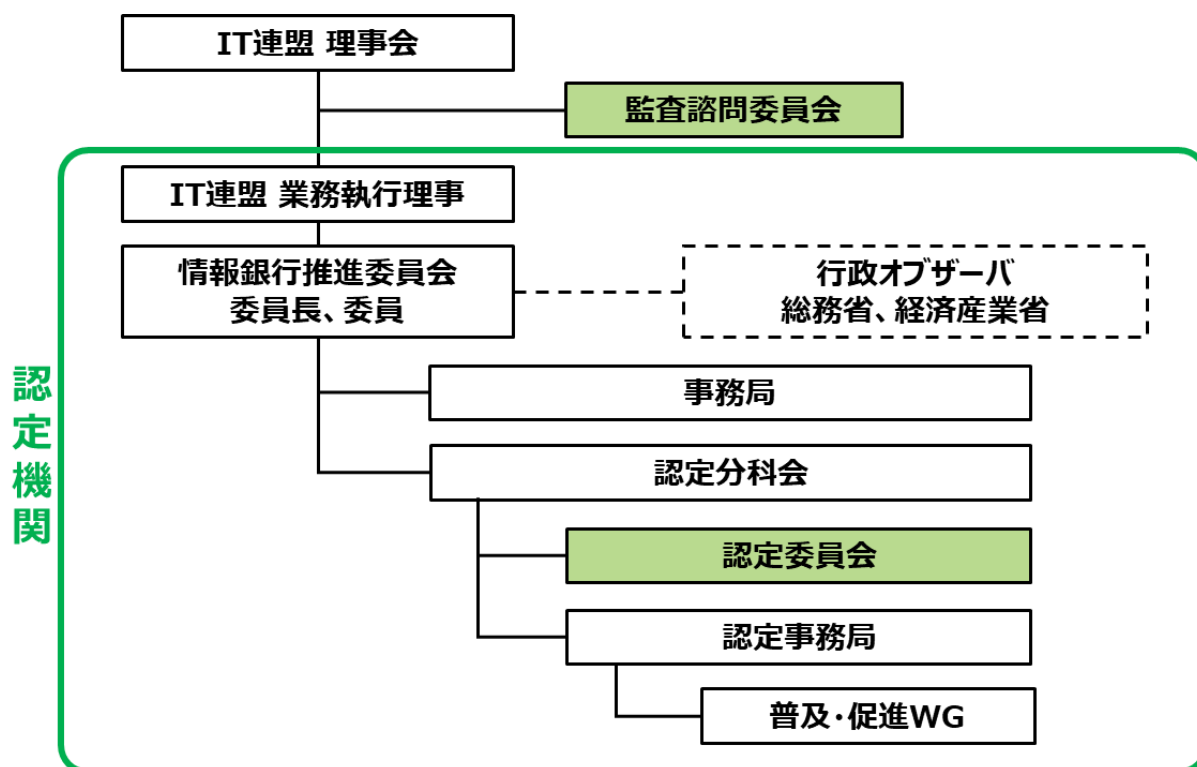 IT連盟 理事会
監査諮問委員会
IT連盟 業務執行理事
情報銀行推進委員会
委員長、委員
行政オブザーバ
総務省、経済産業省
認定機関
事務局
認定分科会
認定委員会
認定事務局
普及・促進WG